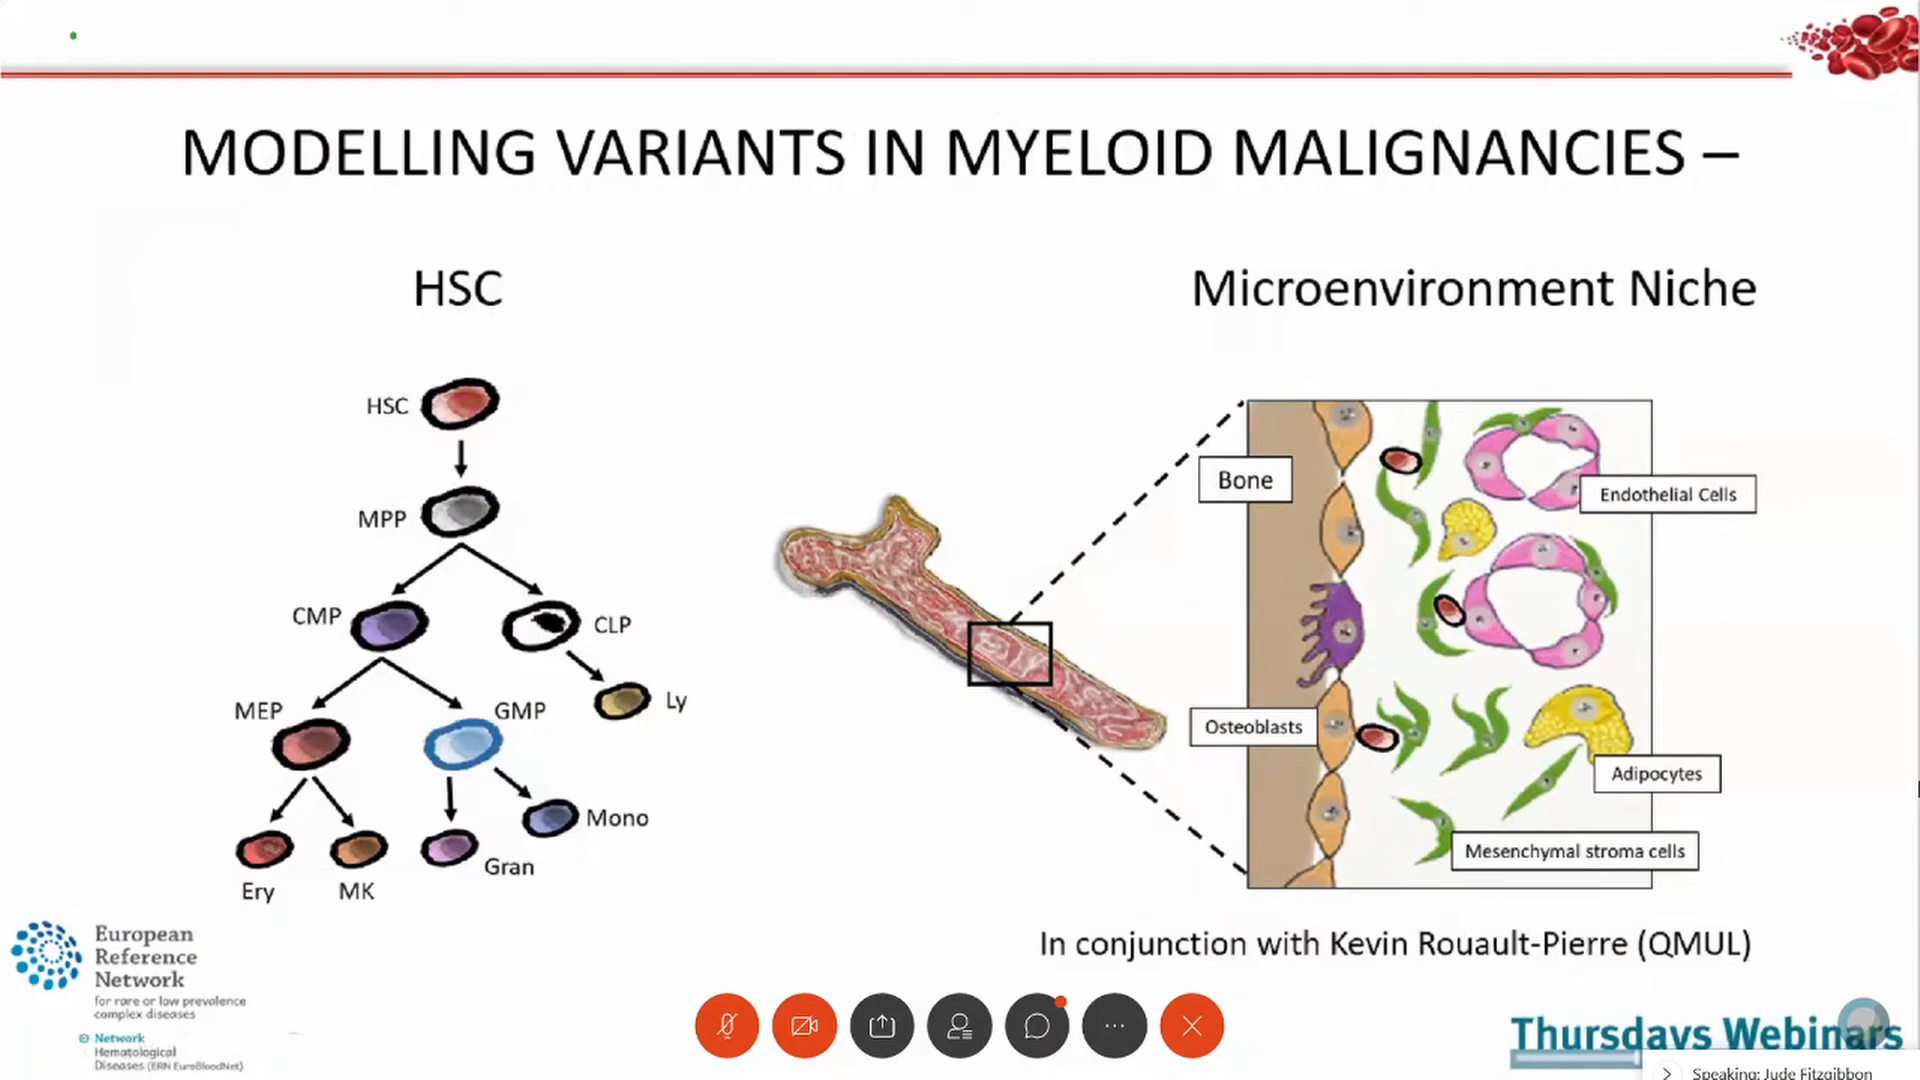 MODELLING VARIANTS IN MYELOID MALIGNANCIES –
HSC
Microenvironment Niche
HSC
MPP
CMP
CLP
MEP
GMP
Ly
Mono
Gran
Ery
MK
Bone
Endothelial Cells
Osteoblasts
Adipocytes
Mesenchymal stroma cells
In conjunction with Kevin Rouault-Pierre (QMUL)
European
Reference
Network
for rare or low prevalence
complex diseases
Network
Hematological
Diseases (ERN EuroBloodNet)
Thursdays Webinars
Speaking: Jude Fitzgibbon